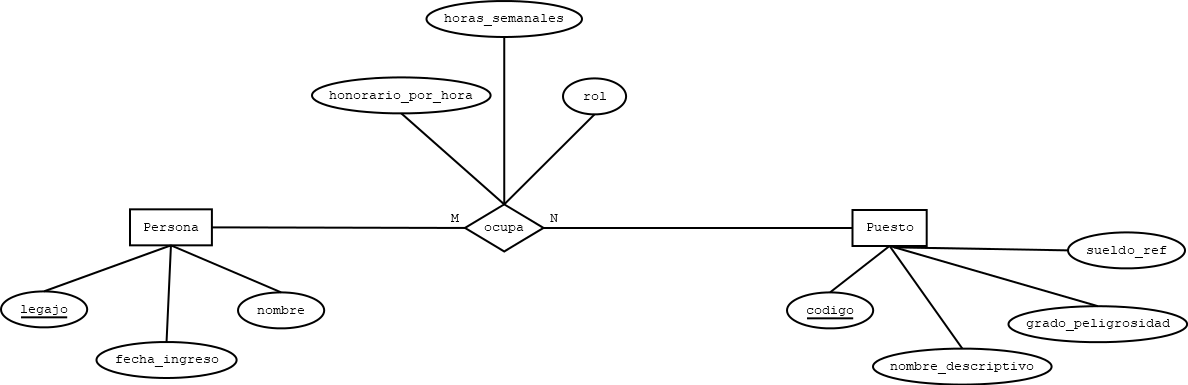 horas_semanales
honorario_por_hora
rol
M
N
Persona
ocupa
Puesto
sueldo_ref
legajo
nombre
codigo
grado_peligrosidad
fecha_ingreso
nombre_descriptivo